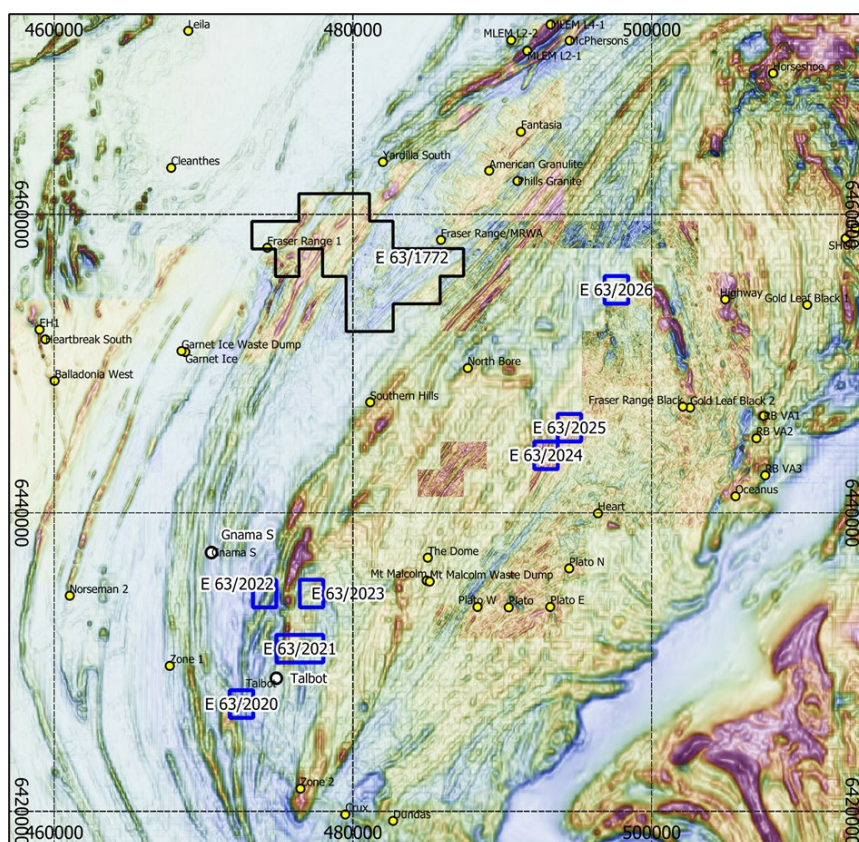 460000
480000
500000
Leila
MLEM L4-1
MLEM L2-2
McPhersons
MLEM L2-1
Horseshoe
Fantasia
Cleanthes
Yardilla South
American Granulite
Phills Granite
6460000
6460000
Fraser Range 1
Fraser Range/MRWA
E 63/1772
E 63/2026
Highway
Gold Leaf Black 1
EH1
Heartbreak South
Garnet Ice Waste Dump
Garnet Ice
Balladonia West
North Bore
Southern Hills
Fraser Range Black
Gold Leaf Black 2
RB VA1
E 63/2025
RB VA2
E 63/2024
RB VA3
Oceanus
6440000
6440000
Heart
Gnama S
Gnama S
The Dome
Plato N
Mt Malcolm
Mt Malcolm Waste Dump
E 63/2022
E 63/2023
Norseman 2
Plato W
Plato
Plato E
E 63/2021
Zone 1
Talbot
Talbot
E 63/2020
Zone 2
Crux
Dundas
6420000
6420000
460000
480000
500000